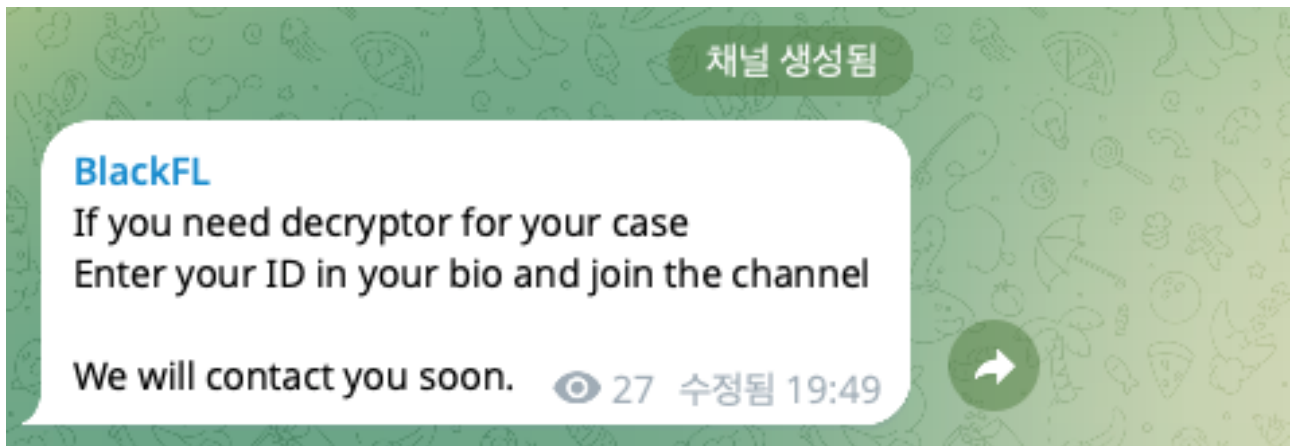 채널 생성됨
BlackFL
If you need decryptor for your case
Enter your ID in your bio and join the channel
We will contact you soon.
27 수정됨 19:49